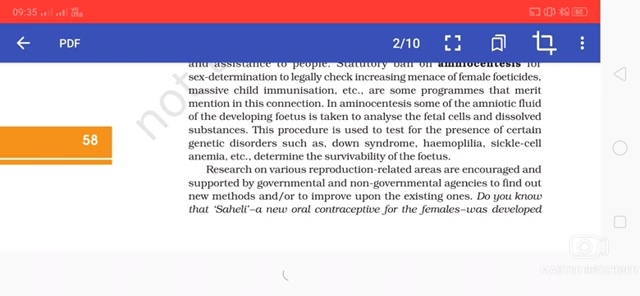 09:35
PDF
2/10
and assistance to people. Statutory ban on amniocentesis for
sex-determination to legally check increasing menace of female foeticides,
massive child immunisation, etc., are some programmes that merit
mention in this connection. In aminocentesis some of the amniotic fluid
of the developing foetus is taken to analyse the fetal cells and dissolved
substances. This procedure is used to test for the presence of certain
genetic disorders such as, down syndrome, haemoplilia, sickle-cell
anemia, etc., determine the survivability of the foetus.
58
Research on various reproduction-related areas are encouraged and
supported by governmental and non-governmental agencies to find out
new methods and/or to improve upon the existing ones. Do you know
that ‘Saheli’–a new oral contraceptive for the females–was developed
not